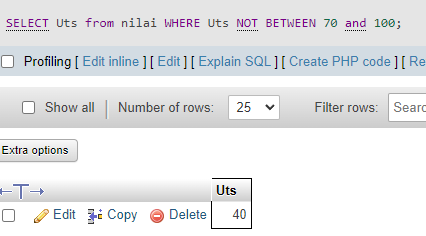 SELECT Uts from nilai WHERE Uts NOT BETWEEN 70 and 100;
Profiling [ Edit inline ] [ Edit ] [ Explain SQL ] [ Create PHP code ] [ Re
Show all Number of rows: 25 Filter rows: Searc
Extra options
←T→ Uts
Edit Copy Delete 40